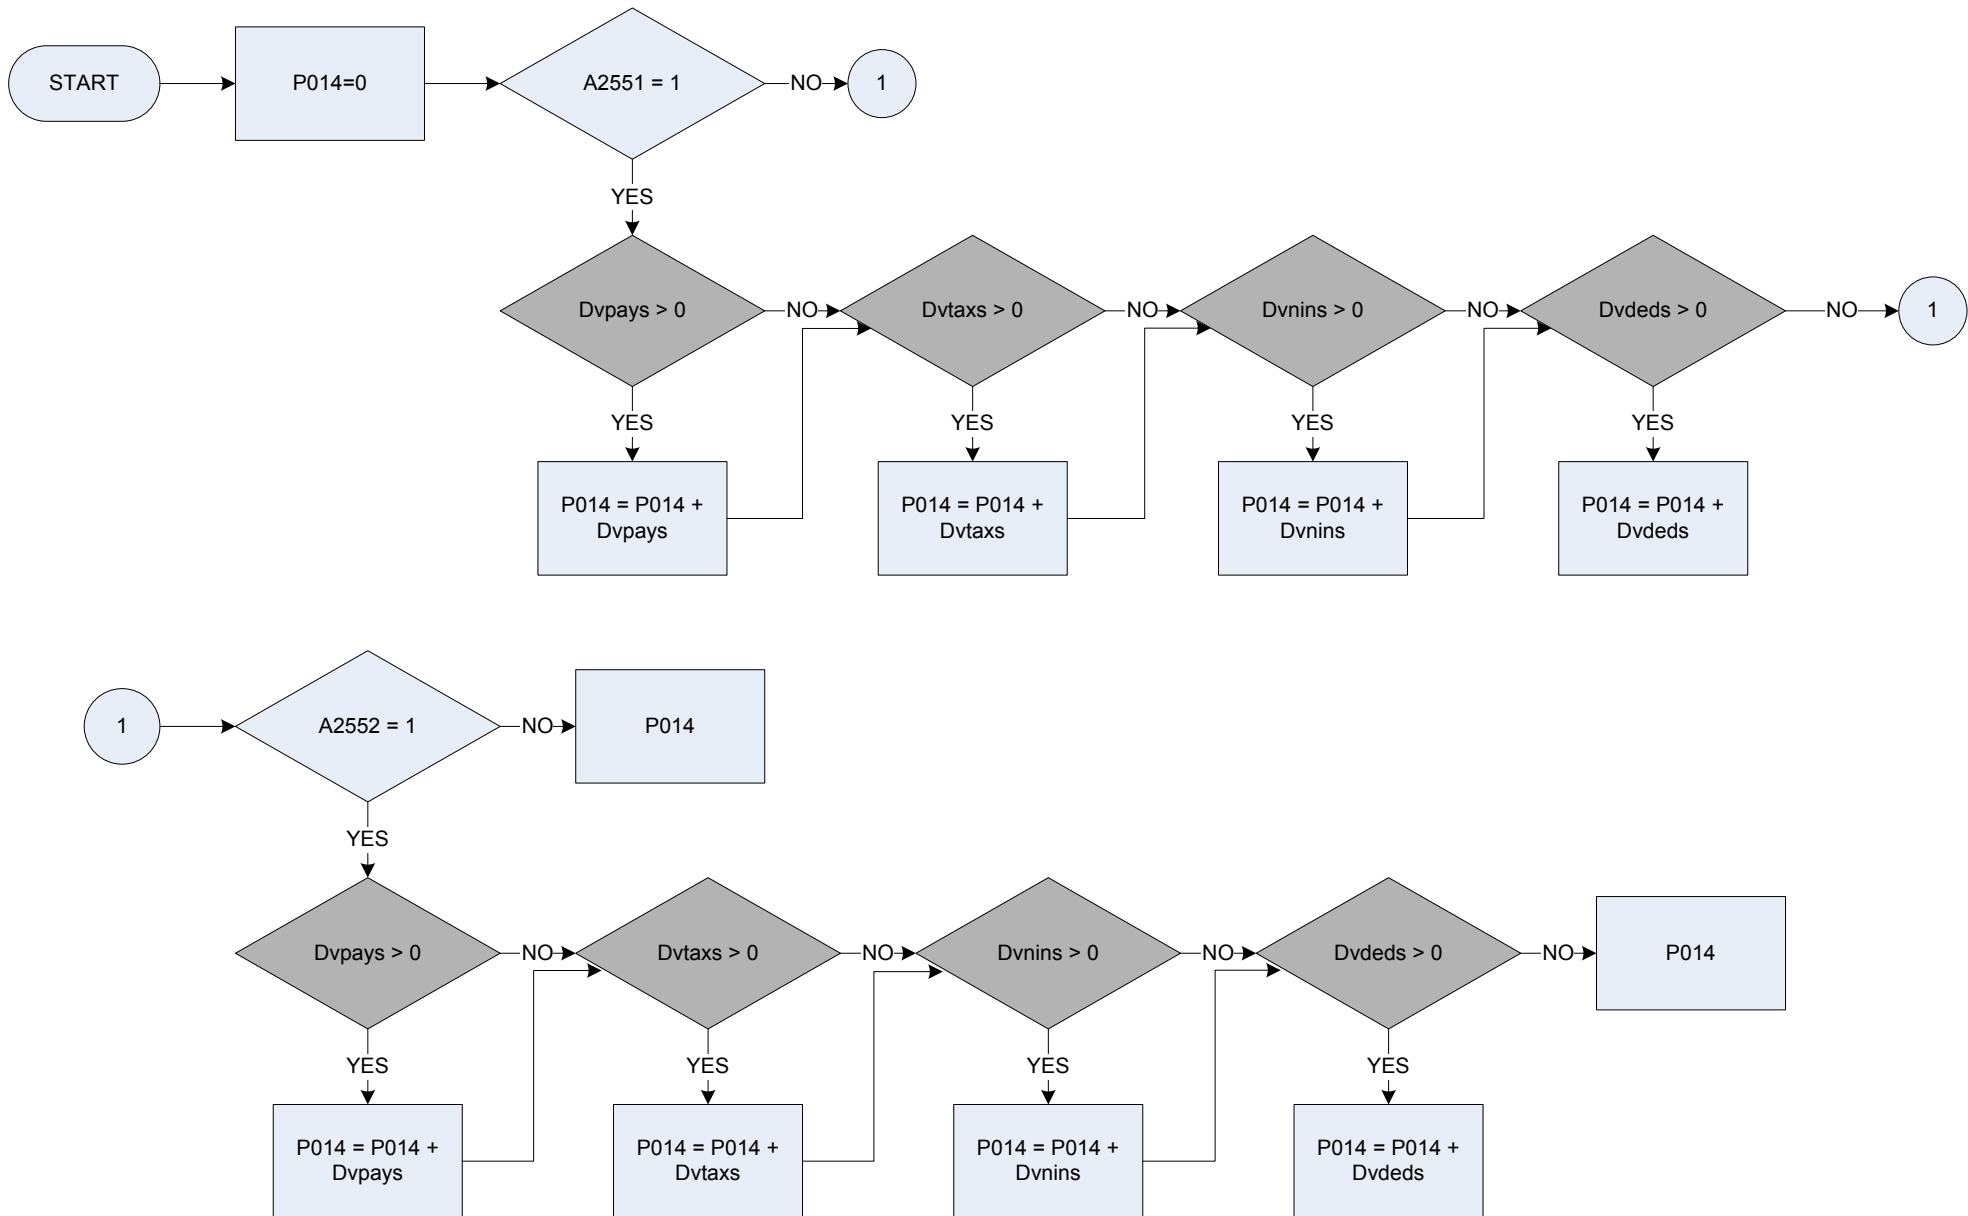 START
P014=0
A2551 = 1
NO
1
YES
Dvpays > 0
NO
Dvtaxs > 0
NO
Dvnins > 0
NO
Dvdeds > 0
NO
1
YES
YES
YES
YES
P014 = P014 +
Dvpays
P014 = P014 +
Dvtaxs
P014 = P014 +
Dvnins
P014 = P014 +
Dvdeds
1
A2552 = 1
NO
P014
YES
Dvpays > 0
NO
Dvtaxs > 0
NO
Dvnins > 0
NO
Dvdeds > 0
NO
P014
YES
YES
YES
YES
P014 = P014 +
Dvpays
P014 = P014 +
Dvtaxs
P014 = P014 +
Dvnins
P014 = P014 +
Dvdeds